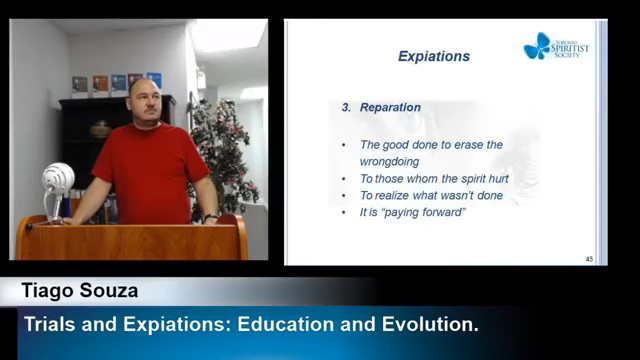 TORONTO
SPIRITIST
SOCIETY
Expiations
3. Reparation
• The good done to erase the
wrongdoing
• To those whom the spirit hurt
• To realize what wasn't done
• It is "paying forward"
45
Tiago Souza
Trials and Expiations: Education and Evolution.